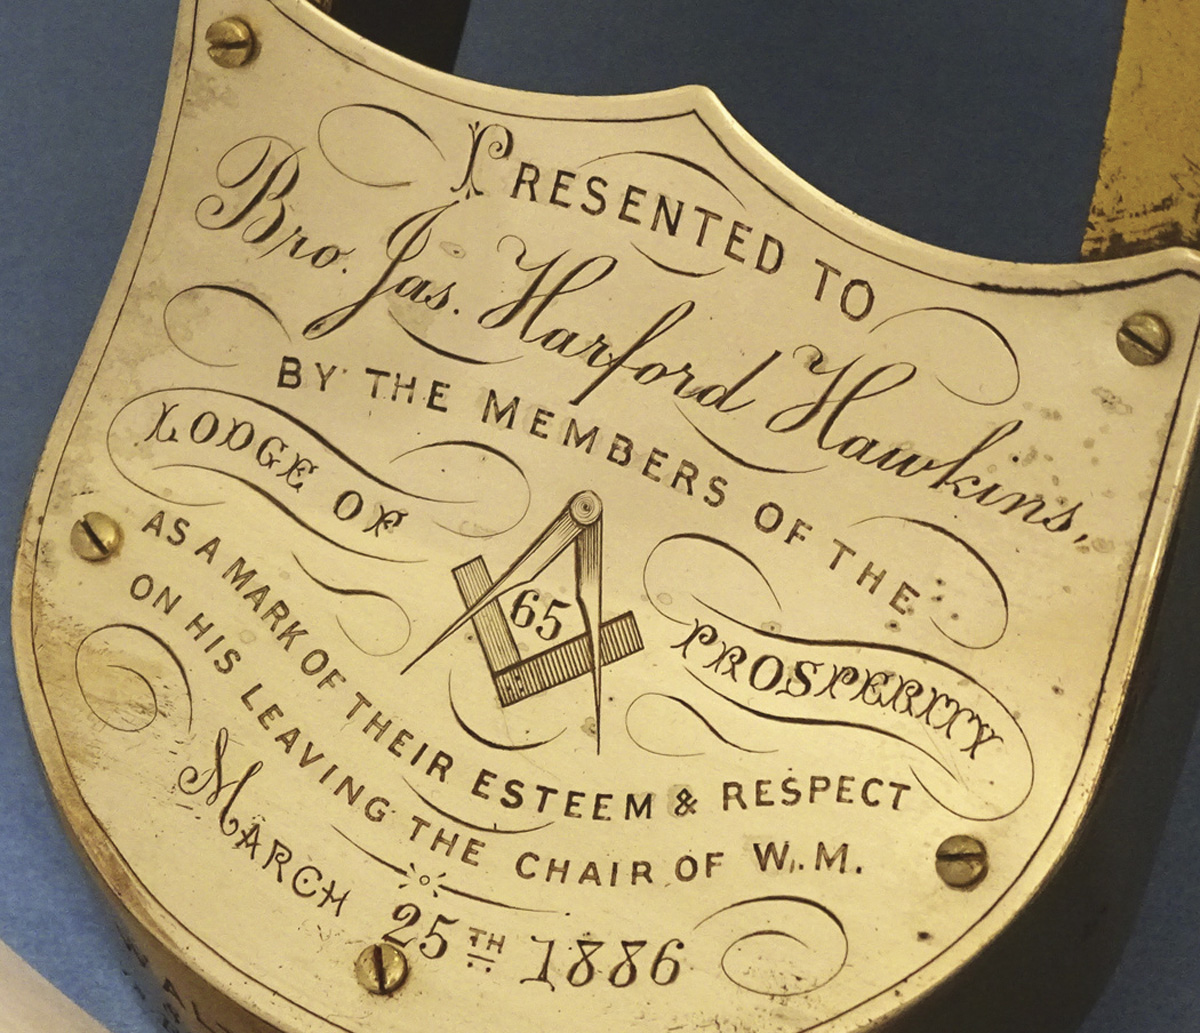 PRESENTED TO
Bro. Jas. Harford Hawkins,
BY THE MEMBERS OF THE
LODGE OF
65
PROSPERITY
AS A MARK OF THEIR ESTEEM & RESPECT
ON HIS LEAVING THE CHAIR OF W.M.
MARCH 25TH 1886